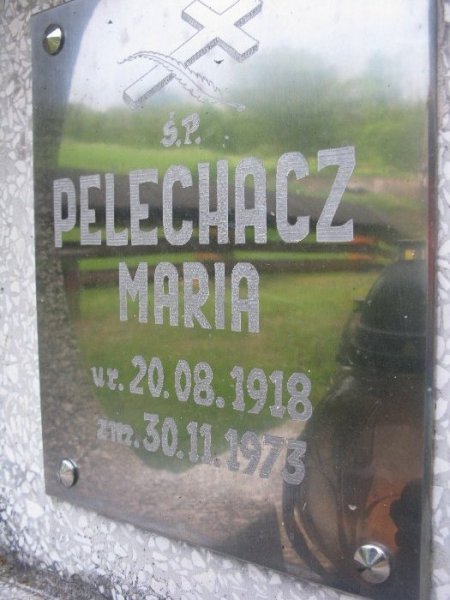 Ś.P.
PELECHACZ
MARIA
ur. 20.08.1918
zm. 30.11.1973